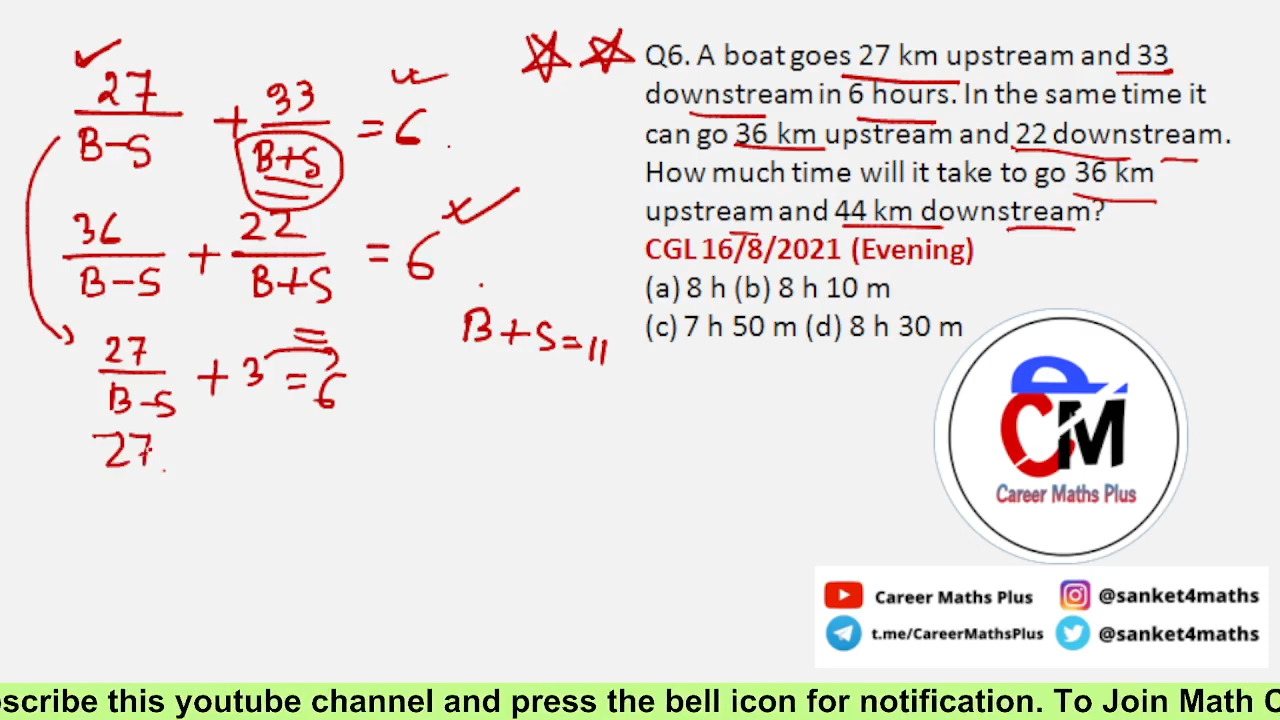 27/(B-S) + 33/(B+S) = 6
36/(B-S) + 22/(B+S) = 6
B+S=11
27/(B-S) + 3 = 6
27
Q6. A boat goes 27 km upstream and 33
downstream in 6 hours. In the same time it
can go 36 km upstream and 22 downstream.
How much time will it take to go 36 km
upstream and 44 km downstream?
CGL 16/8/2021 (Evening)
(a) 8 h (b) 8 h 10 m
(c) 7 h 50 m (d) 8 h 30 m
eCM
Career Maths Plus
Career Maths Plus
@sanket4maths
t.me/CareerMathsPlus
@sanket4maths
scribe this youtube channel and press the bell icon for notification. To Join Math C